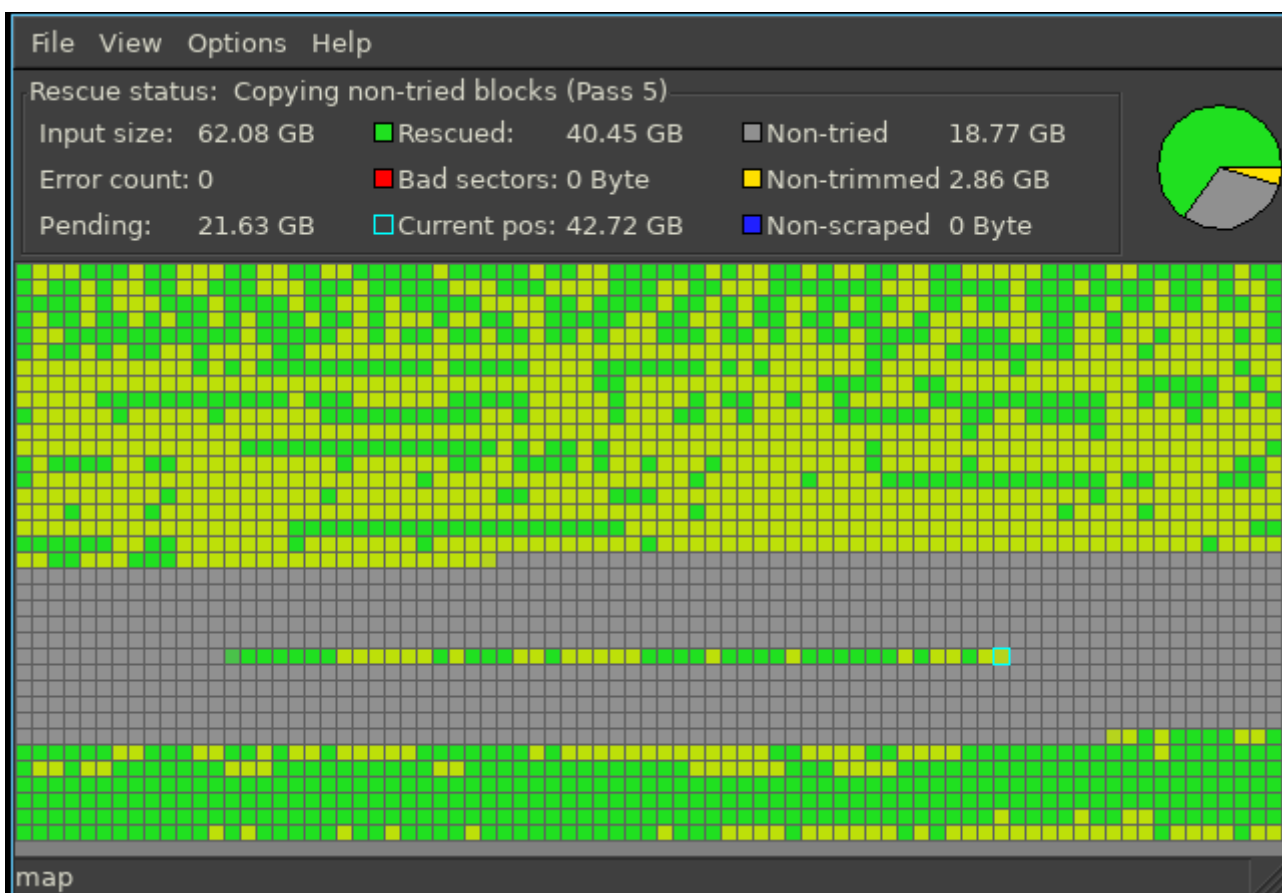 File View Options Help
Rescue status: Copying non-tried blocks (Pass 5)
Input size: 62.08 GB Rescued: 40.45 GB Non-tried 18.77 GB
Error count: 0 Bad sectors: 0 Byte Non-trimmed 2.86 GB
Pending: 21.63 GB Current pos: 42.72 GB Non-scraped 0 Byte
map